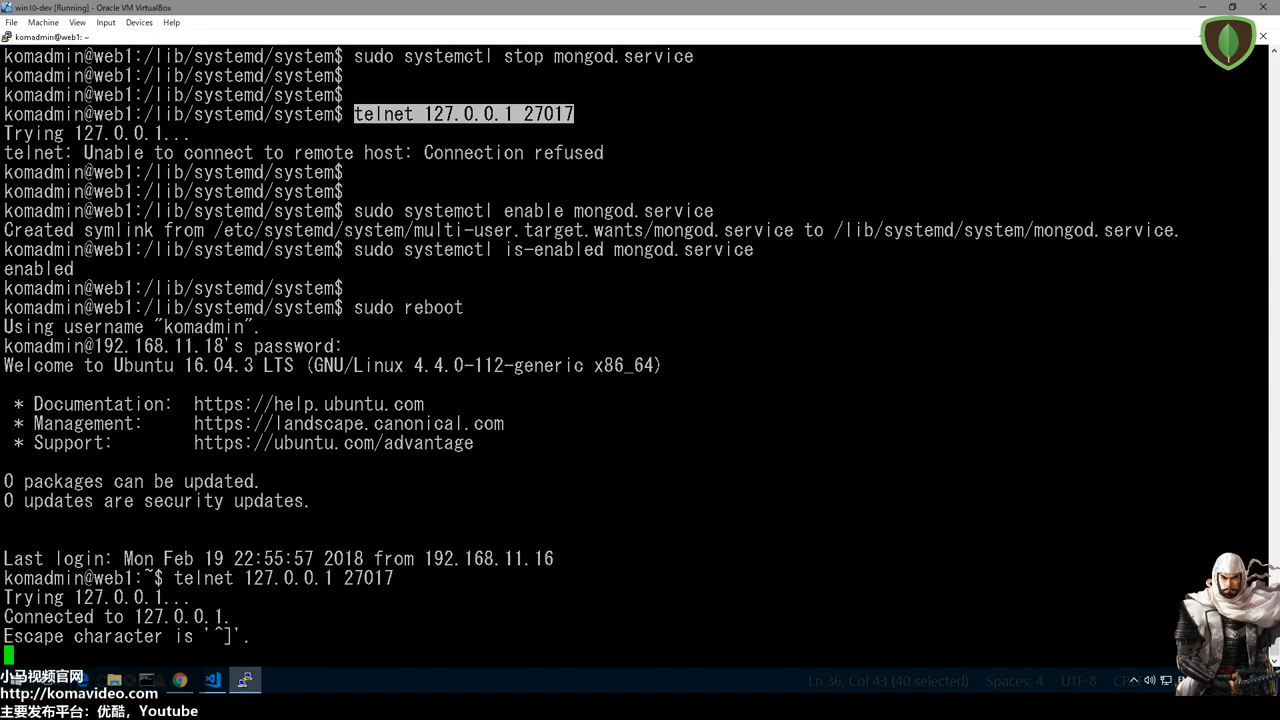 win10-dev [Running] - Oracle VM VirtualBox
File Machine View Input Devices Help
komadmin@web1: ~
komadmin@web1:/lib/systemd/system$ sudo systemctl stop mongod.service
komadmin@web1:/lib/systemd/system$
komadmin@web1:/lib/systemd/system$
komadmin@web1:/lib/systemd/system$ telnet 127.0.0.1 27017
Trying 127.0.0.1...
telnet: Unable to connect to remote host: Connection refused
komadmin@web1:/lib/systemd/system$
komadmin@web1:/lib/systemd/system$
komadmin@web1:/lib/systemd/system$ sudo systemctl enable mongod.service
Created symlink from /etc/systemd/system/multi-user.target.wants/mongod.service to /lib/systemd/system/mongod.service.
komadmin@web1:/lib/systemd/system$ sudo systemctl is-enabled mongod.service
enabled
komadmin@web1:/lib/systemd/system$
komadmin@web1:/lib/systemd/system$ sudo reboot
Using username "komadmin".
komadmin@192.168.11.18's password:
Welcome to Ubuntu 16.04.3 LTS (GNU/Linux 4.4.0-112-generic x86_64)
* Documentation: https://help.ubuntu.com
* Management: https://landscape.canonical.com
* Support: https://ubuntu.com/advantage
0 packages can be updated.
0 updates are security updates.
Last login: Mon Feb 19 22:55:57 2018 from 192.168.11.16
komadmin@web1:~$ telnet 127.0.0.1 27017
Trying 127.0.0.1...
Connected to 127.0.0.1.
Escape character is '^]'.
小马视频官网
Ln 36, Col 43 (40 selected) Spaces: 4 UTF-8
http://komavideo.com
主要发布平台：优酷，Youtube